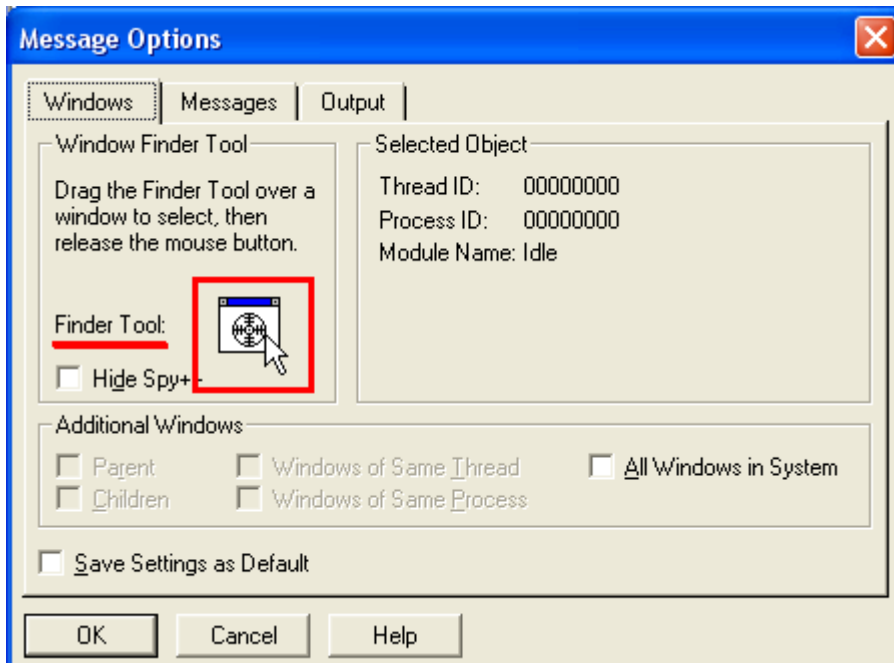 Message Options
Windows
Messages
Output
Window Finder Tool
Drag the Finder Tool over a
window to select, then
release the mouse button.
Finder Tool:
Hide Spy++
Selected Object
Thread ID: 00000000
Process ID: 00000000
Module Name: Idle
Additional Windows
Parent
Children
Windows of Same Thread
Windows of Same Process
All Windows in System
Save Settings as Default
OK
Cancel
Help